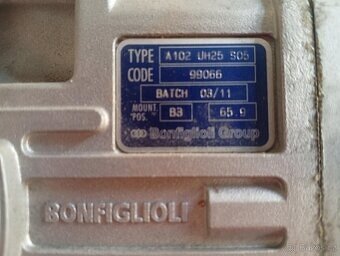 TYPE A102 UH25 S05
CODE 99066
BATCH 03/11
MOUNT. POS. B3 65.9
Bonfiglioli Group
BONFIGLIOLI